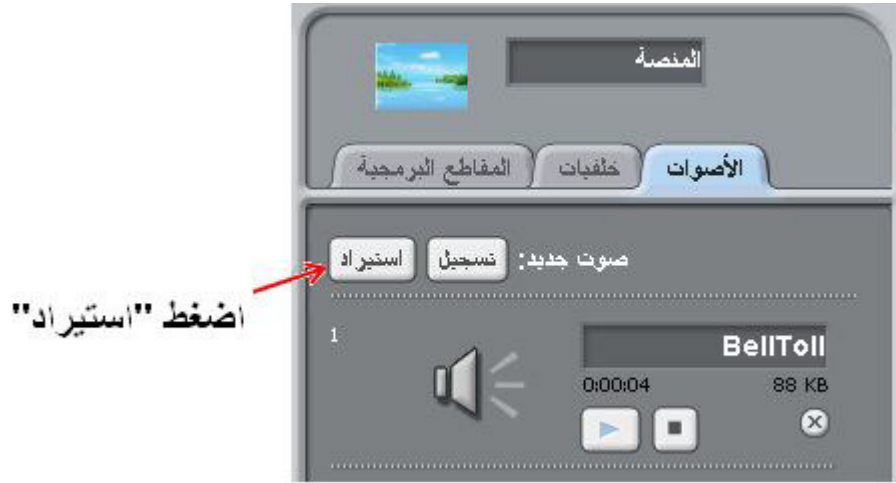 المنصة
الأصوات خلفيات المقاطع البرمجية
صوت جديد: تسجيل استيراد
اضغط "استيراد"
1
BellToll
0:00:04 88 KB